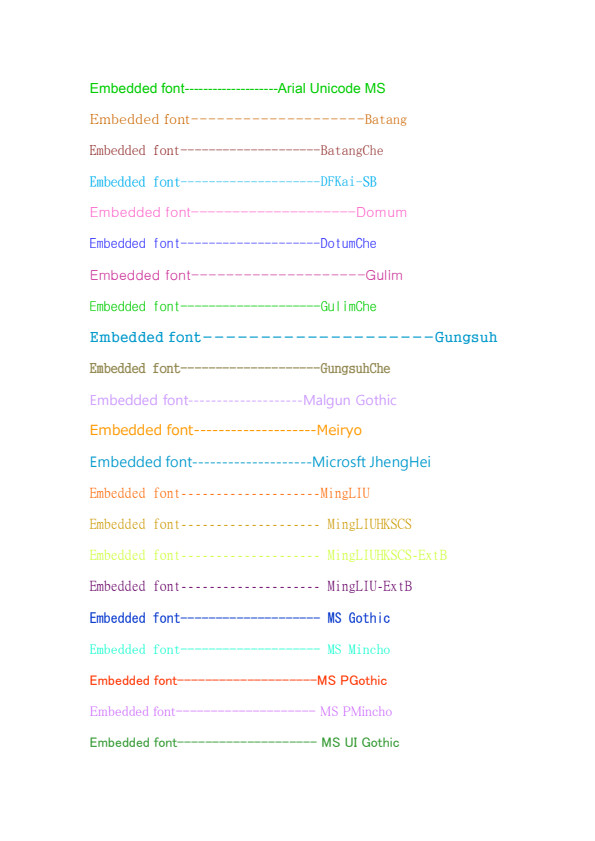 Embedded font--------------------Arial Unicode MS
Embedded font--------------------Batang
Embedded font--------------------BatangChe
Embedded font--------------------DFKai-SB
Embedded font--------------------Domum
Embedded font--------------------DotumChe
Embedded font--------------------Gulim
Embedded font--------------------GulimChe
Embedded font--------------------Gungsuh
Embedded font--------------------GungsuhChe
Embedded font--------------------Malgun Gothic
Embedded font--------------------Meiryo
Embedded font--------------------Microsft JhengHei
Embedded font--------------------MingLIU
Embedded font-------------------- MingLIUHKSCS
Embedded font-------------------- MingLIUHKSCS-ExtB
Embedded font-------------------- MingLIU-ExtB
Embedded font-------------------- MS Gothic
Embedded font-------------------- MS Mincho
Embedded font--------------------MS PGothic
Embedded font-------------------- MS PMincho
Embedded font-------------------- MS UI Gothic